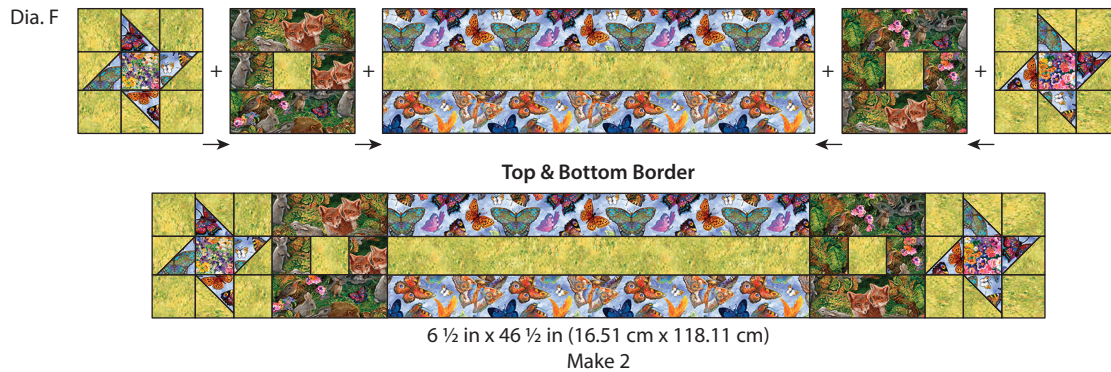 Dia. F
+ + + +
Top & Bottom Border
6 ½ in x 46 ½ in (16.51 cm x 118.11 cm)
Make 2